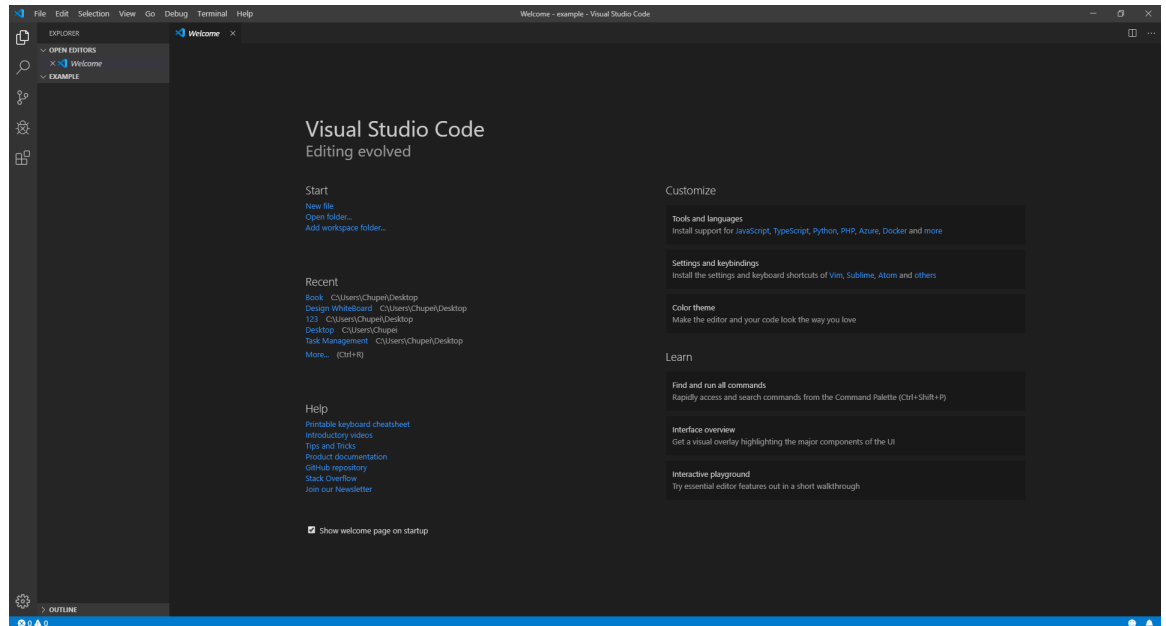 File Edit Selection View Go Debug Terminal Help
Welcome - example - Visual Studio Code
EXPLORER
OPEN EDITORS
Welcome
EXAMPLE
OUTLINE
Welcome
Visual Studio Code
Editing evolved
Start
New file
Open folder...
Add workspace folder...
Recent
Book C:\Users\Chupei\Desktop
Design WhiteBoard C:\Users\Chupei\Desktop
123 C:\Users\Chupei\Desktop
Desktop C:\Users\Chupei
Task Management C:\Users\Chupei\Desktop
More... (Ctrl+R)
Help
Printable keyboard cheatsheet
Introductory videos
Tips and Tricks
Product documentation
GitHub repository
Stack Overflow
Join our Newsletter
Show welcome page on startup
Customize
Tools and languages
Install support for JavaScript, TypeScript, Python, PHP, Azure, Docker and more
Settings and keybindings
Install the settings and keyboard shortcuts of Vim, Sublime, Atom and others
Color theme
Make the editor and your code look the way you love
Learn
Find and run all commands
Rapidly access and search commands from the Command Palette (Ctrl+Shift+P)
Interface overview
Get a visual overlay highlighting the major components of the UI
Interactive playground
Try essential editor features out in a short walkthrough
0 0